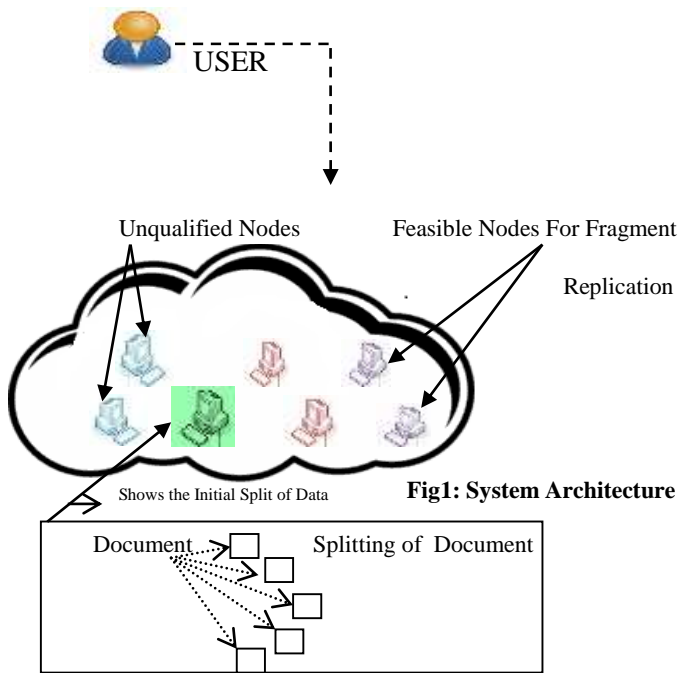 USER
Unqualified Nodes
Feasible Nodes For Fragment
Replication
Shows the Initial Split of Data
Fig1: System Architecture
Document
Splitting of Document